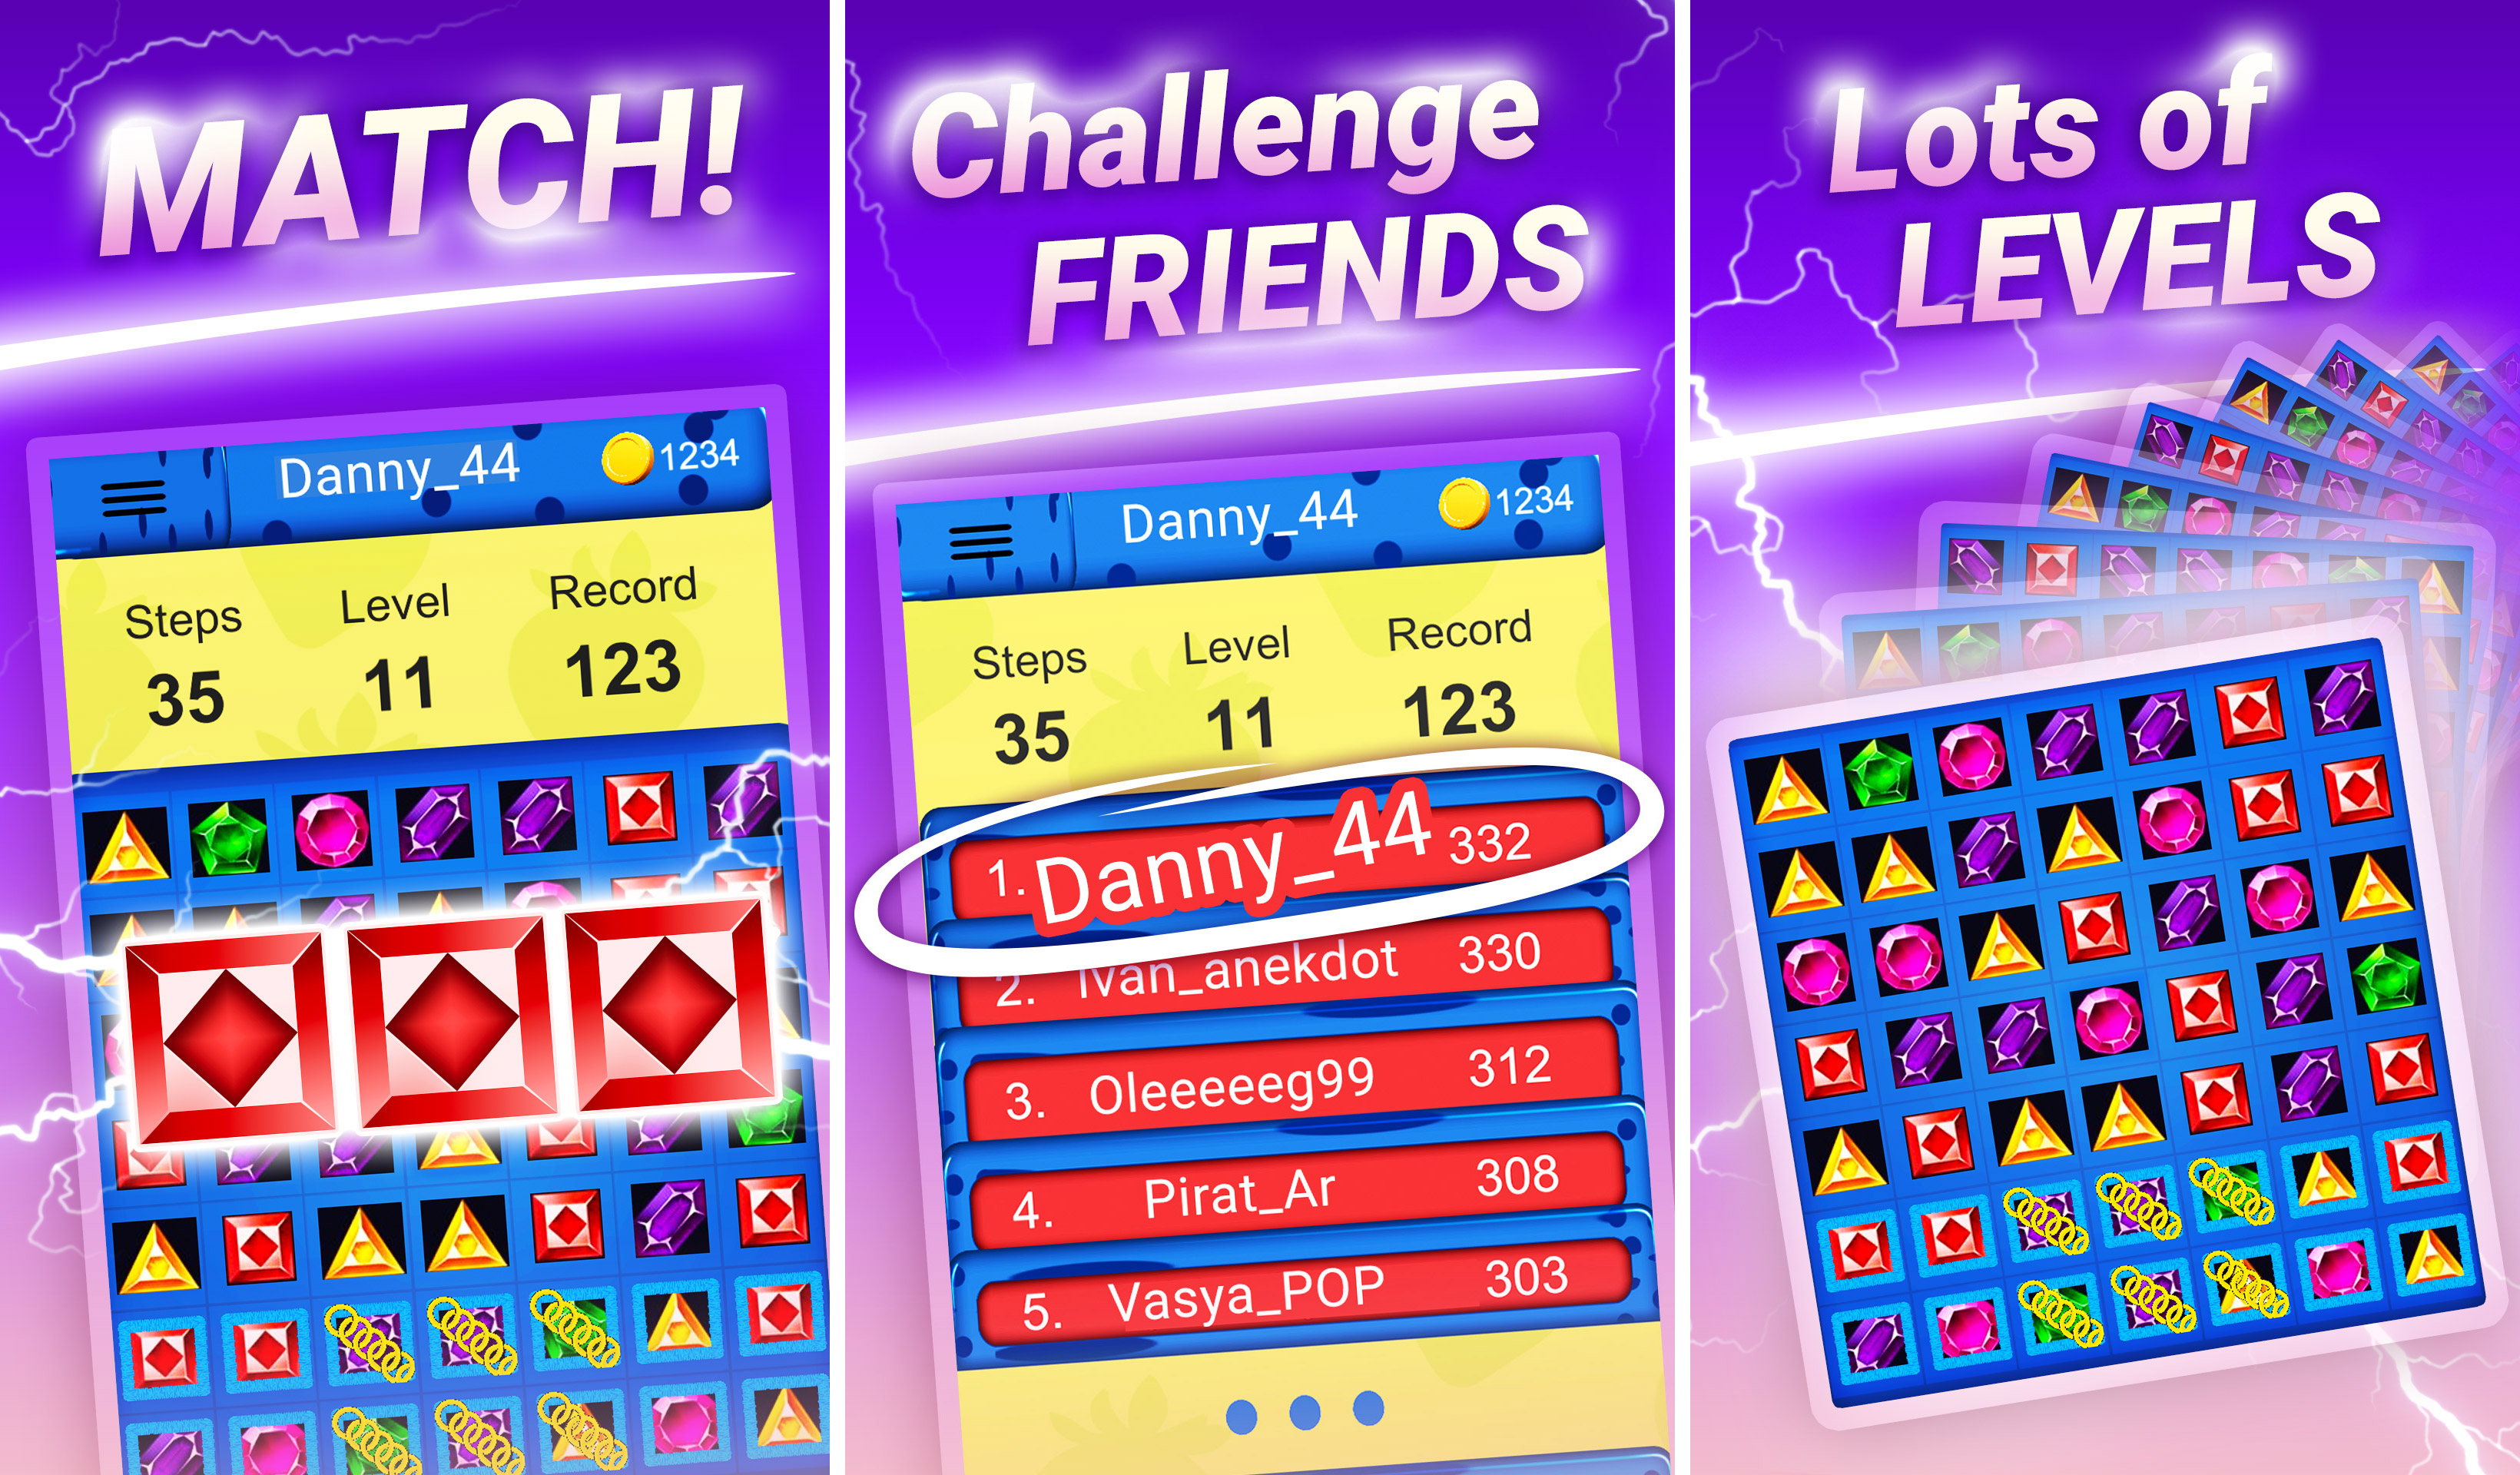 MATCH!
Danny_44 1234
Steps Level Record
35 11 123
Challenge
FRIENDS
Danny_44 1234
Steps Level Record
35 11 123
1. Danny_44 332
2. Ivan_anekdot 330
3. Oleeeeeg99 312
4. Pirat_Ar 308
5. Vasya_POP 303
Lots of
LEVELS